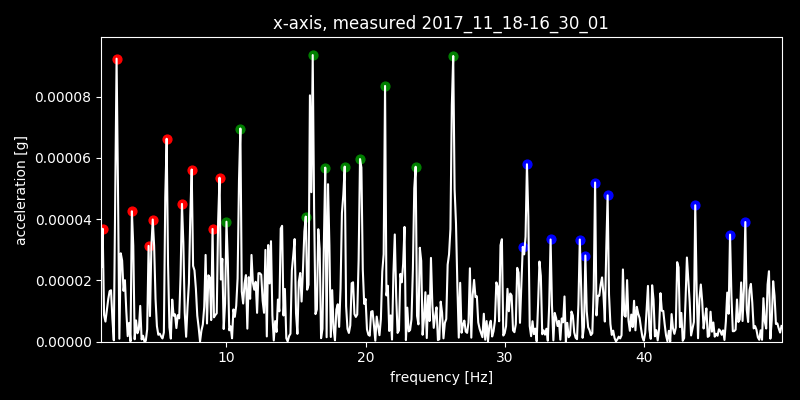 x-axis, measured 2017_11_18-16_30_01
acceleration [g]
0.00008
0.00006
0.00004
0.00002
0.00000
10 20 30 40
frequency [Hz]